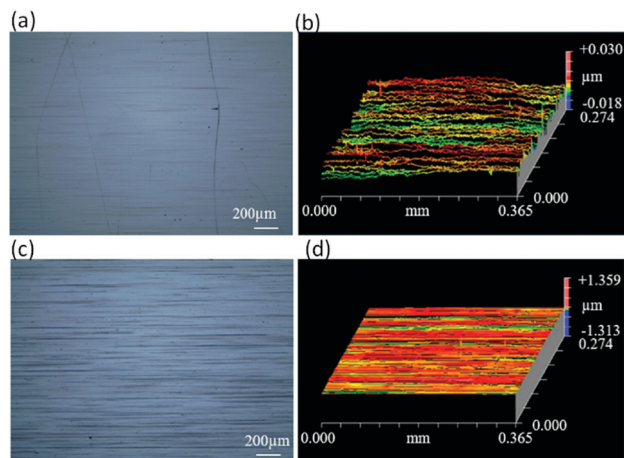 (a)
(b)
200µm
+0.030
µm
-0.018
0.274
0.000
0.000
mm
0.365
(c)
(d)
200µm
+1.359
µm
-1.313
0.274
0.000
0.000
mm
0.365